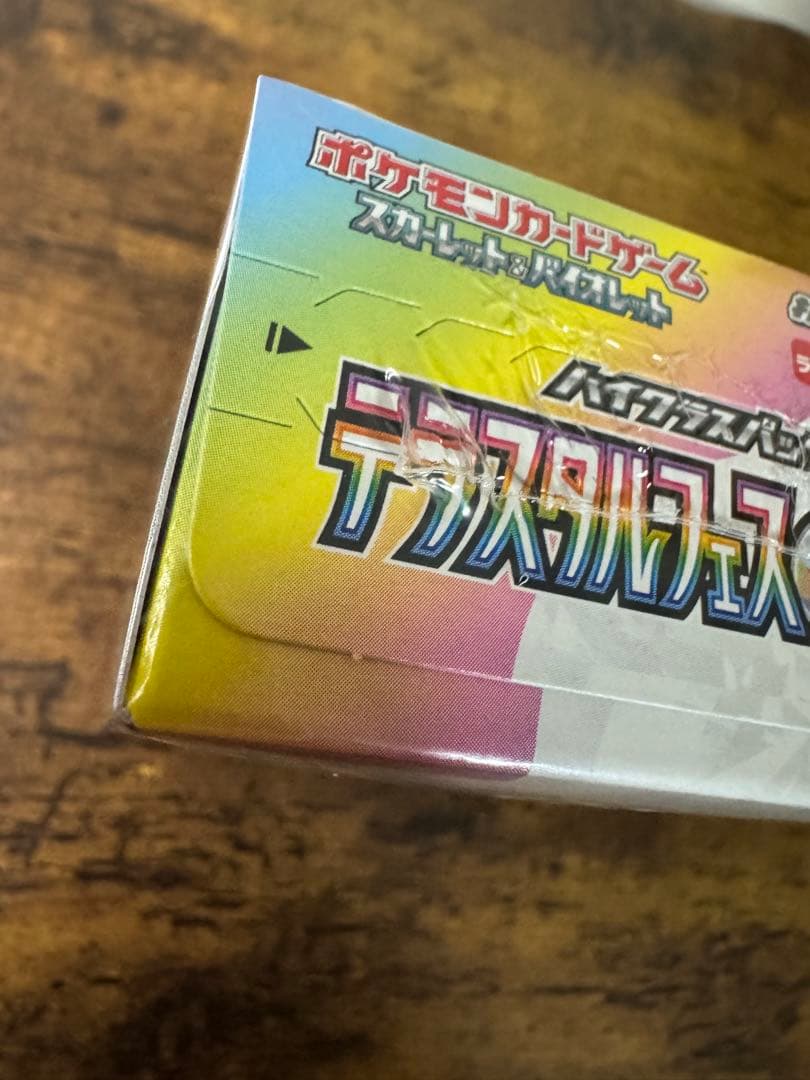 ポケモンカードゲーム
スカーレット&バイオレット
ハイクラスパッ
テラスタルフェス